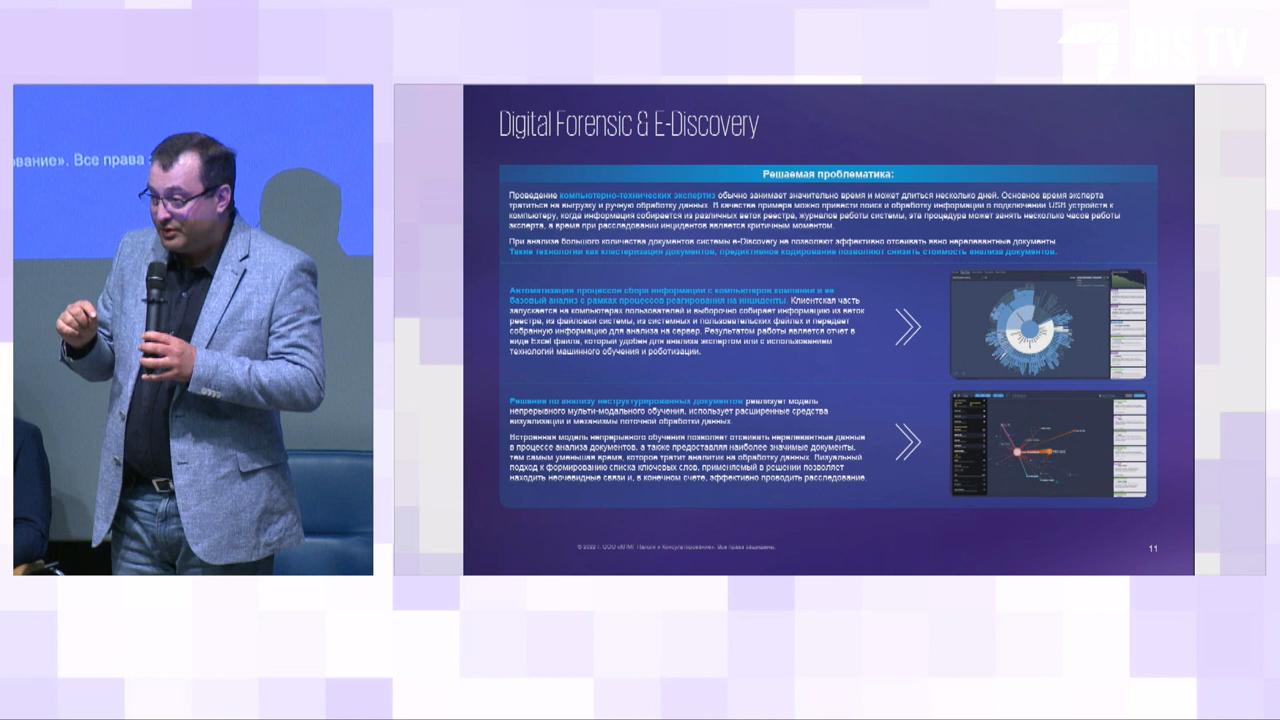 BIS TV
ование». Все права з
Digital Forensic & E-Discovery
Решаемая проблематика:
Проведение компьютерно-технических экспертиз обычно занимает значительно время и может длиться несколько дней. Основное время эксперта
тратиться на выгрузку и ручную обработку данных. В качестве примера можно привести поиск и обработку информации о подключении USB устройств к
компьютеру, когда информация собирается из различных веток реестра, журналов работы системы, эта процедура может занять несколько часов работы
эксперта, а время при расследовании инцидентов является критичным моментом.
При анализе большого количества документов системы e-Discovery не позволяют эффективно отсеивать явно нерелевантные документы
Такие технологии как кластеризация документов, предиктивное кодирование позволяют снизить стоимость анализа документов.
Автоматизация процессов сбора информации с компьютеров компании и ее
базовый анализ с рамках процессов реагирования на инциденты. Клиентская часть
запускается на компьютерах пользователей и выборочно собирает информацию из веток
реестра, из файловой системы, из системных и пользовательских файлах и передает
собранную информацию для анализа на сервер. Результатом работы является отчет в
виде Excel файла, который удобен для анализа экспертом или с использованием
технологий машинного обучения и роботизации.
Решение по анализу неструктурированных документов реализует модель
непрерывного мульти-модального обучения, использует расширенные средства
визуализации и механизмы поточной обработки данных.
Встроенная модель непрерывного обучения позволяет отсеивать нерелевантные данные
в процессе анализа документов, а также предоставляя наиболее значимые документы,
тем самым уменьшая время, которое тратит аналитик на обработку данных. Визуальный
подход к формированию списка ключевых слов, применяемый в решении позволяет
находить неочевидные связи и, в конечном счете, эффективно проводить расследование.
© 2022 г. ООО «КПМГ Налоги и Консультирование». Все права защищены.
11